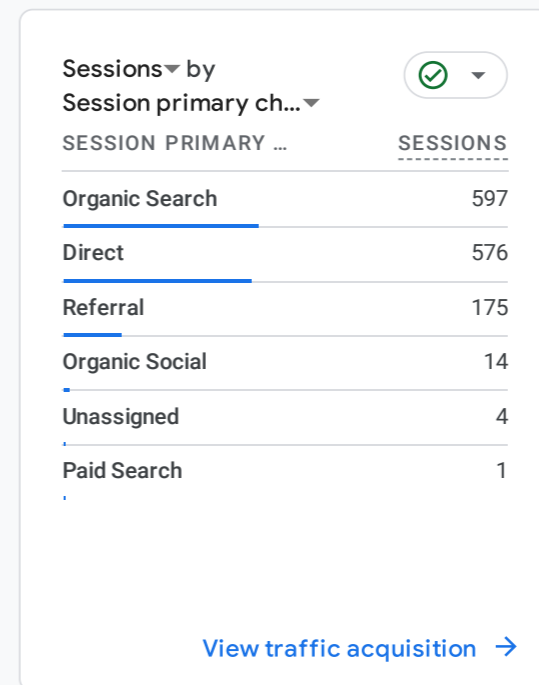 Sessions by
Session primary ch...
SESSION PRIMARY ... SESSIONS
Organic Search 597
Direct 576
Referral 175
Organic Social 14
Unassigned 4
Paid Search 1
View traffic acquisition